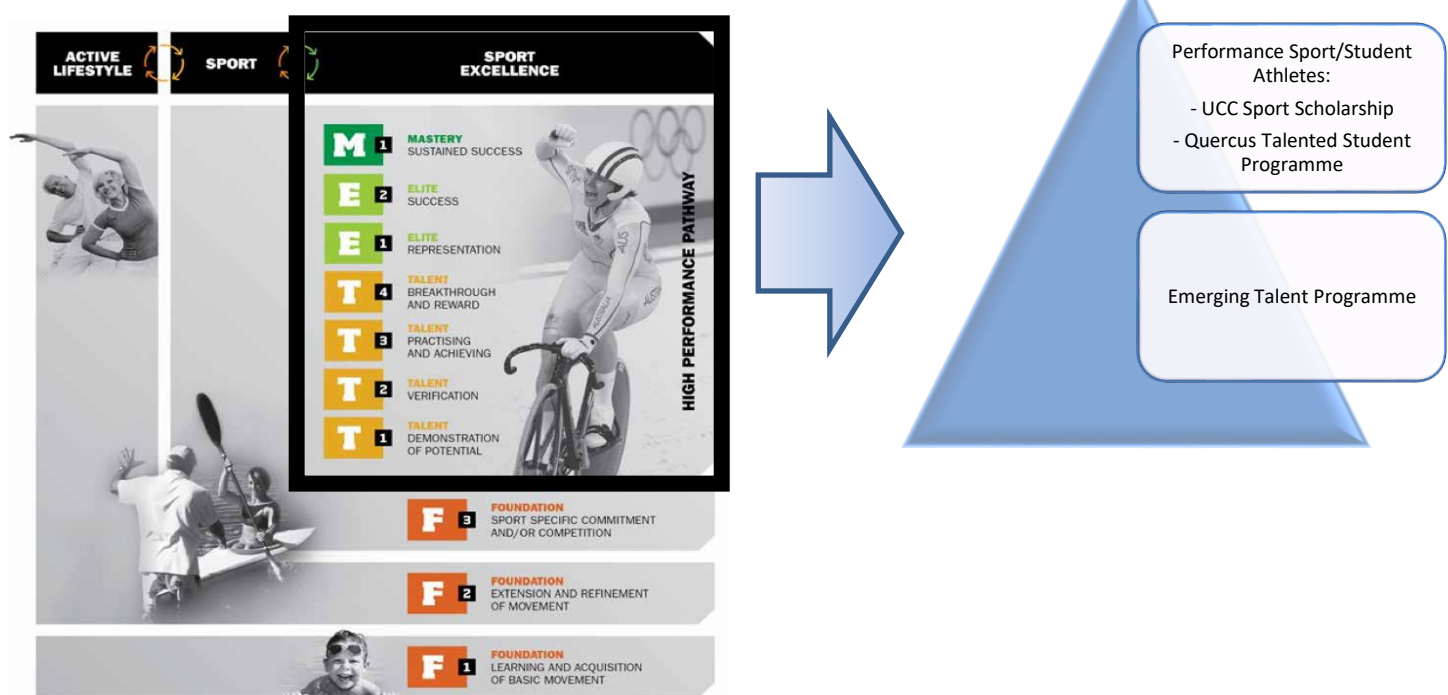 ACTIVE
LIFESTYLE
SPORT
SPORT
EXCELLENCE
M 1 MASTERY
SUSTAINED SUCCESS
E 2 ELITE
SUCCESS
E 1 ELITE
REPRESENTATION
T 4 TALENT
BREAKTHROUGH
AND REWARD
T 3 TALENT
PRACTISING
AND ACHIEVING
T 2 TALENT
VERIFICATION
T 1 TALENT
DEMONSTRATION
OF POTENTIAL
HIGH PERFORMANCE PATHWAY
AUS
AUSTRALIA
F 3 FOUNDATION
SPORT SPECIFIC COMMITMENT
AND/OR COMPETITION
F 2 FOUNDATION
EXTENSION AND REFINEMENT
OF MOVEMENT
F 1 FOUNDATION
LEARNING AND ACQUISITION
OF BASIC MOVEMENT
Performance Sport/Student
Athletes:
- UCC Sport Scholarship
- Quercus Talented Student
Programme
Emerging Talent Programme